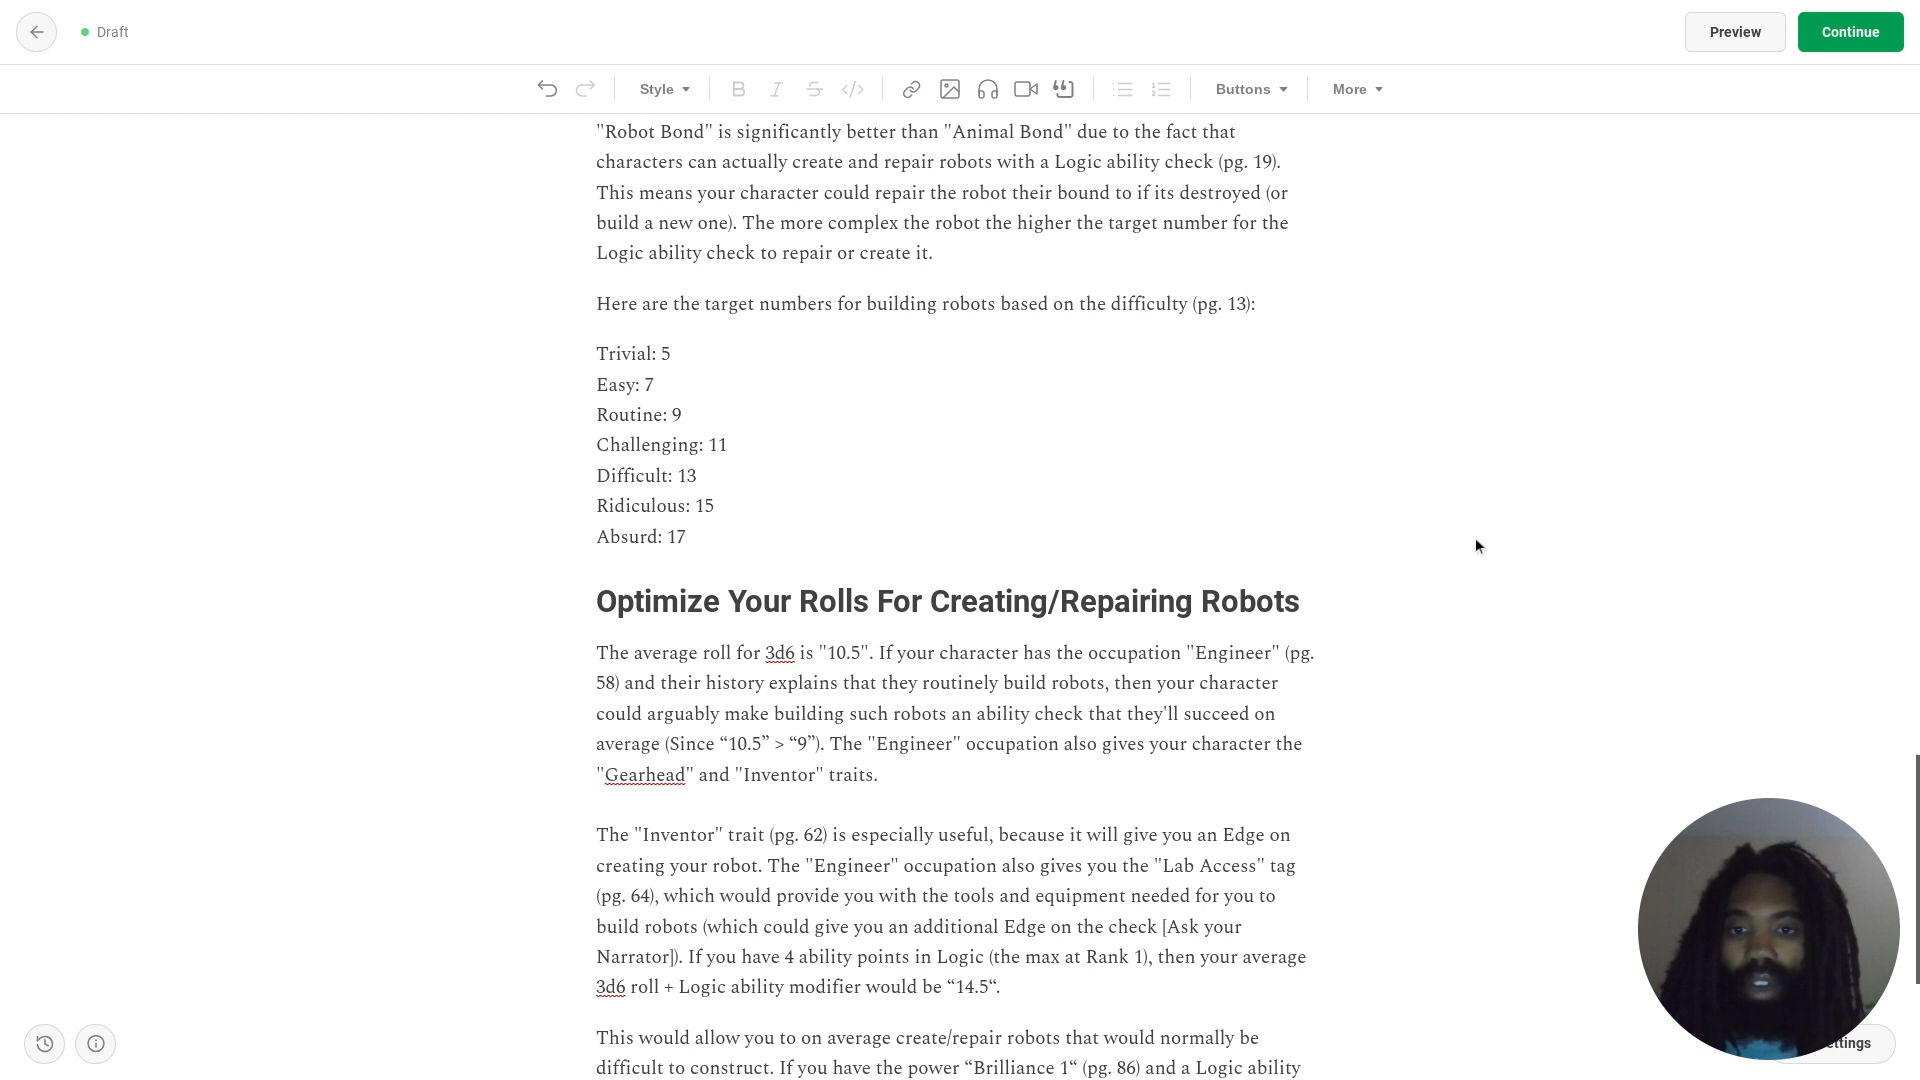 Draft
Preview
Continue
Style
Buttons
More
"Robot Bond" is significantly better than "Animal Bond" due to the fact that
characters can actually create and repair robots with a Logic ability check (pg. 19).
This means your character could repair the robot their bound to if its destroyed (or
build a new one). The more complex the robot the higher the target number for the
Logic ability check to repair or create it.
Here are the target numbers for building robots based on the difficulty (pg. 13):
Trivial: 5
Easy: 7
Routine: 9
Challenging: 11
Difficult: 13
Ridiculous: 15
Absurd: 17
Optimize Your Rolls For Creating/Repairing Robots
The average roll for 3d6 is "10.5". If your character has the occupation "Engineer" (pg.
58) and their history explains that they routinely build robots, then your character
could arguably make building such robots an ability check that they'll succeed on
average (Since “10.5” > “9”). The "Engineer" occupation also gives your character the
"Gearhead" and "Inventor" traits.
The "Inventor" trait (pg. 62) is especially useful, because it will give you an Edge on
creating your robot. The "Engineer" occupation also gives you the "Lab Access" tag
(pg. 64), which would provide you with the tools and equipment needed for you to
build robots (which could give you an additional Edge on the check [Ask your
Narrator]). If you have 4 ability points in Logic (the max at Rank 1), then your average
3d6 roll + Logic ability modifier would be “14.5“.
This would allow you to on average create/repair robots that would normally be
difficult to construct. If you have the power “Brilliance 1“ (pg. 86) and a Logic ability